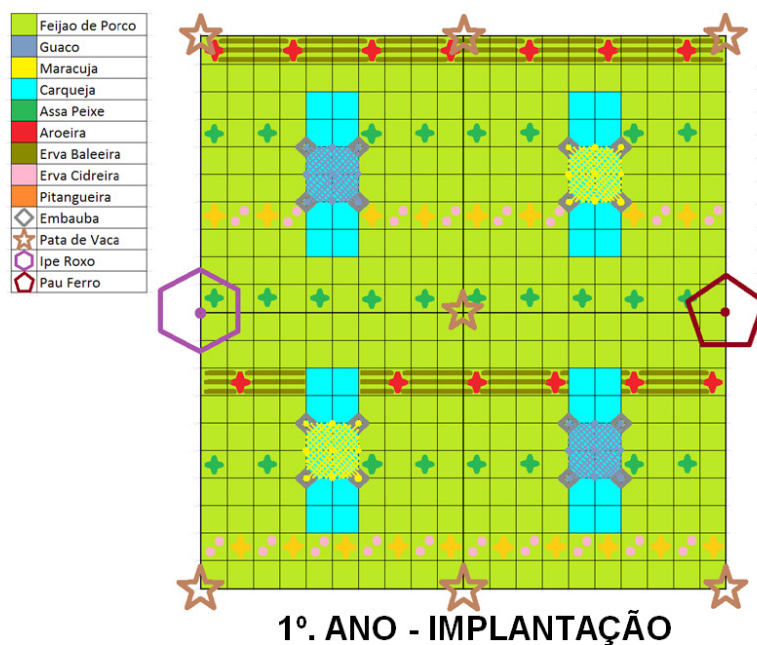 Feijao de Porco
Guaco
Maracuja
Carqueja
Assa Peixe
Aroeira
Erva Baleeira
Erva Cidreira
Pitangueira
Embauba
Pata de Vaca
Ipe Roxo
Pau Ferro
1º. ANO - IMPLANTAÇÃO